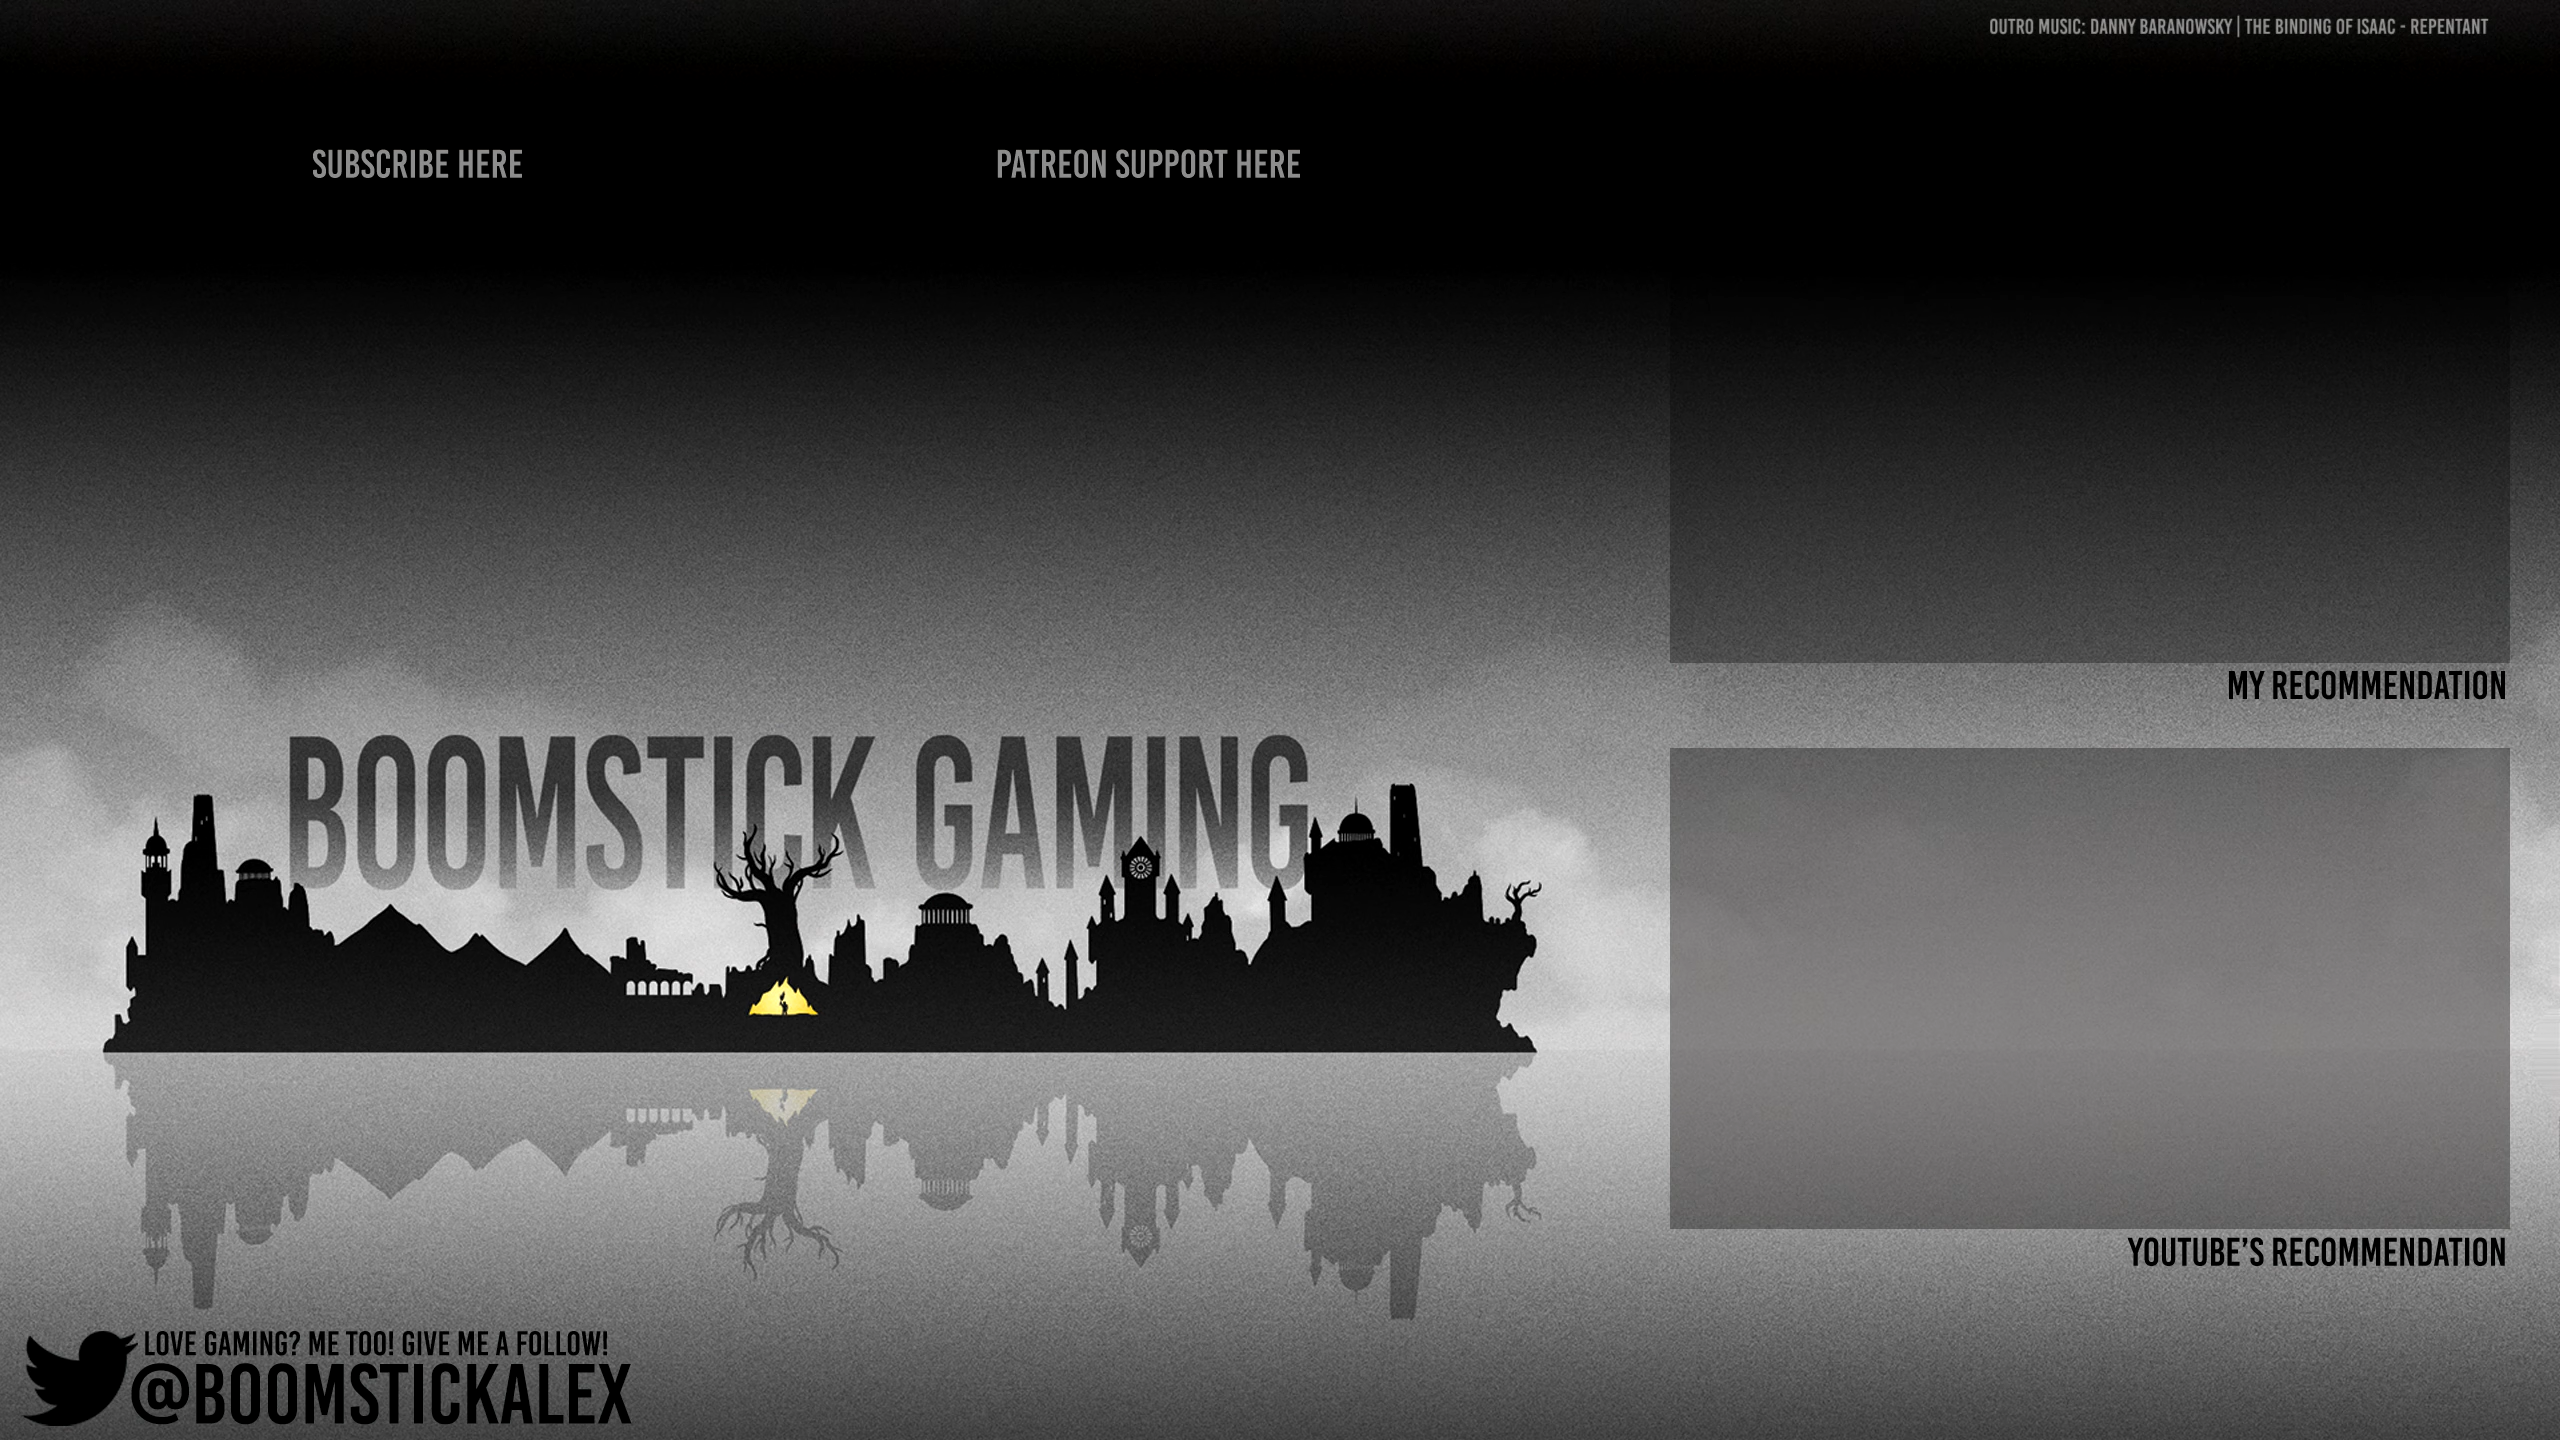 OUTRO MUSIC: DANNY BARANOWSKY | THE BINDING OF ISAAC - REPENTANT
SUBSCRIBE HERE
PATREON SUPPORT HERE
MY RECOMMENDATION
BOOMSTICK GAMING
YOUTUBE'S RECOMMENDATION
LOVE GAMING? ME TOO! GIVE ME A FOLLOW!
@BOOMSTICKALEX